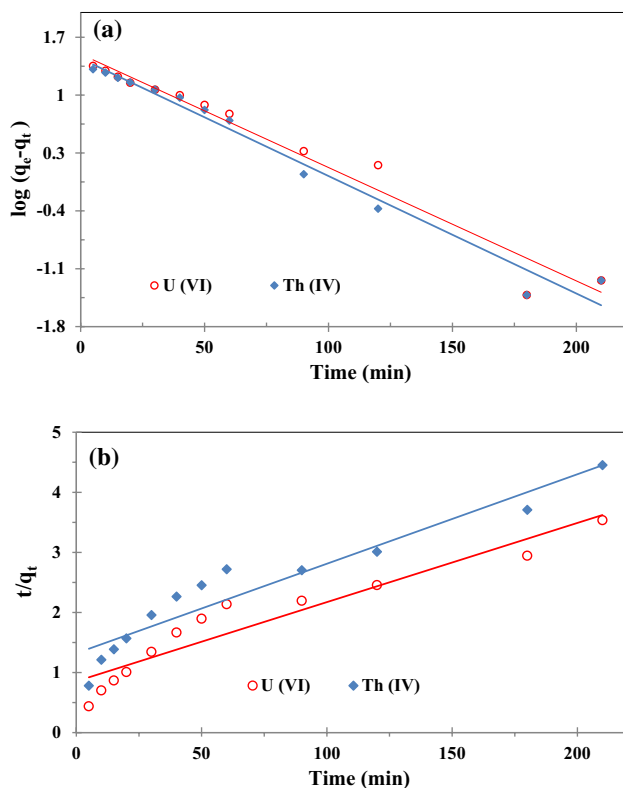 (a)
1.7
1
0.3
-0.4
-1.1
-1.8
log (qe-qt)
U (VI) Th (IV)
0 50 100 150 200
Time (min)
(b)
5
4
3
2
1
0
t/qt
U (VI) Th (IV)
0 50 100 150 200
Time (min)